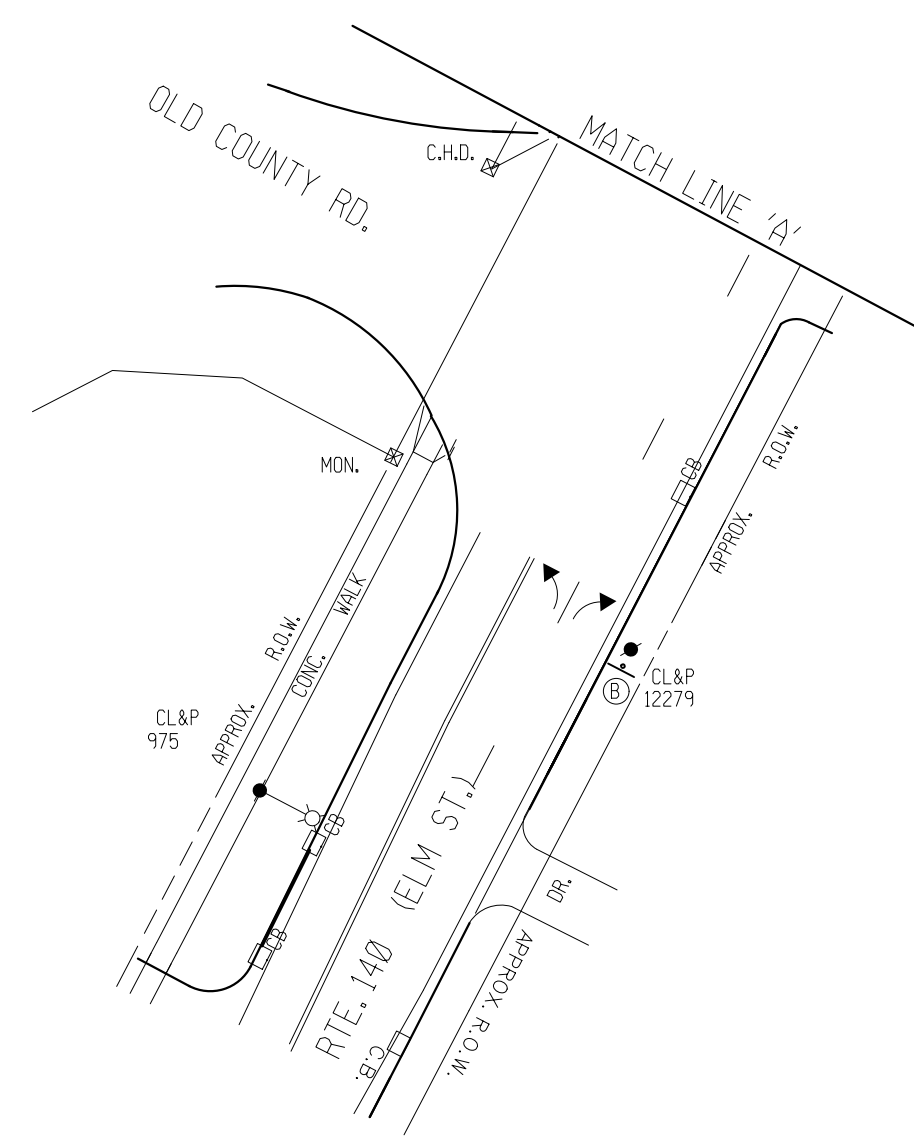 OLD COUNTY RD.
C.H.D.
MATCH LINE 'A'
MON.
CB
R.O.W.
APPROX.
WALK
CONC.
R.O.W.
APPROX.
CL&P
975
CL&P
12279
B
CB
CB
RTE. 140 (ELM ST.)
DR.
APPROX. R.O.W.
C.B.